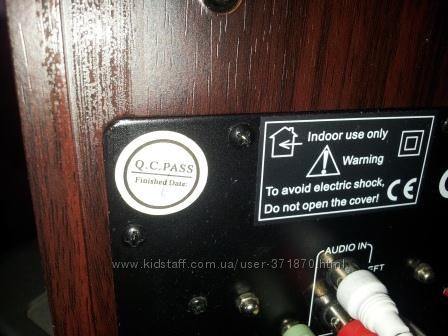 Q.C.PASS
Finished Date:
Indoor use only
Warning
To avoid electric shock,
Do not open the cover!
CE
www.kidstaff.com.ua/user-371870.html
AUDIO IN